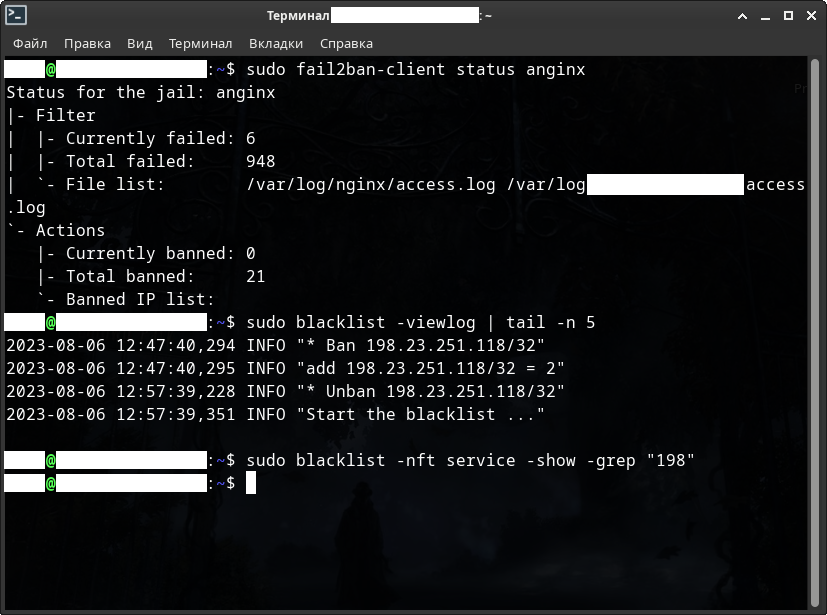 Терминал :~
Файл Правка Вид Терминал Вкладки Справка
@ :~$ sudo fail2ban-client status anginx
Status for the jail: anginx
|- Filter
|  |- Currently failed: 6
|  |- Total failed:     948
|  `- File list:        /var/log/nginx/access.log /var/log access
.log
`- Actions
   |- Currently banned: 0
   |- Total banned:     21
   `- Banned IP list:
@ :~$ sudo blacklist -viewlog | tail -n 5
2023-08-06 12:47:40,294 INFO "* Ban 198.23.251.118/32"
2023-08-06 12:47:40,295 INFO "add 198.23.251.118/32 = 2"
2023-08-06 12:57:39,228 INFO "* Unban 198.23.251.118/32"
2023-08-06 12:57:39,351 INFO "Start the blacklist ..."
@ :~$ sudo blacklist -nft service -show -grep "198"
@ :~$